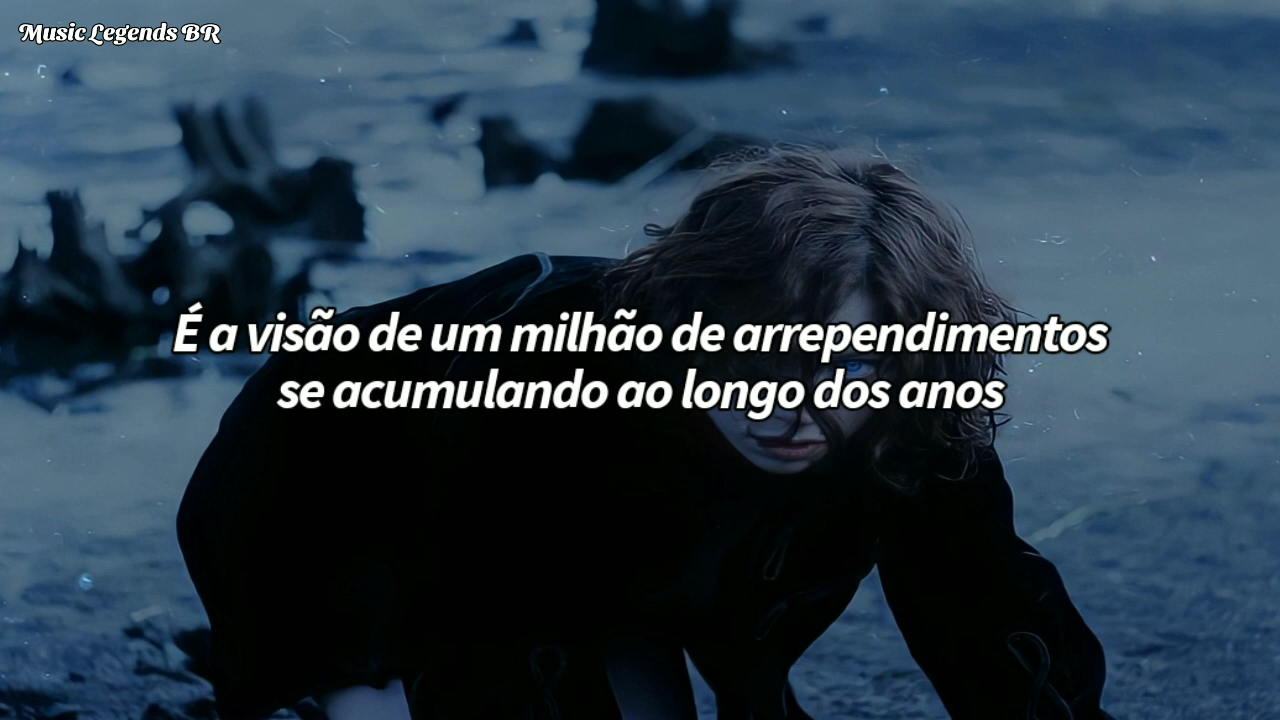 Music Legends BR
É a visão de um milhão de arrependimentos
se acumulando ao longo dos anos